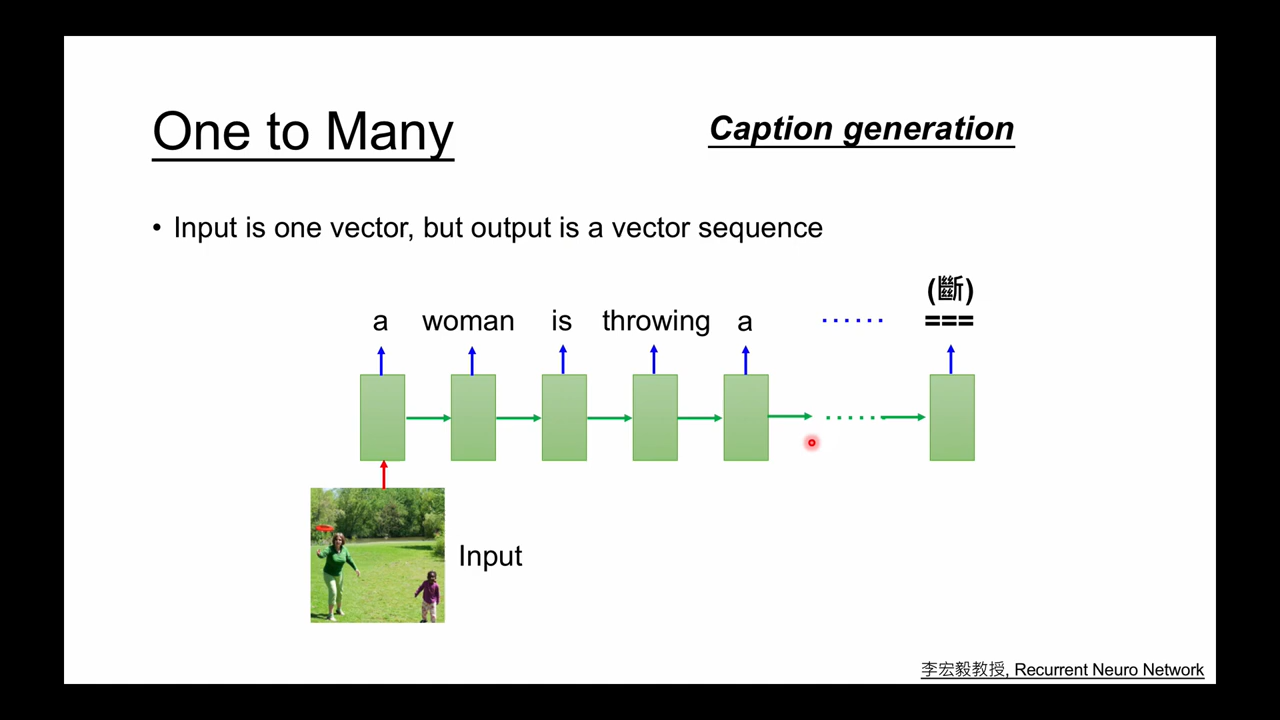 One to Many
Caption generation
• Input is one vector, but output is a vector sequence
(斷)
a woman is throwing a ······ ===
······
Input
李宏毅教授, Recurrent Neuro Network